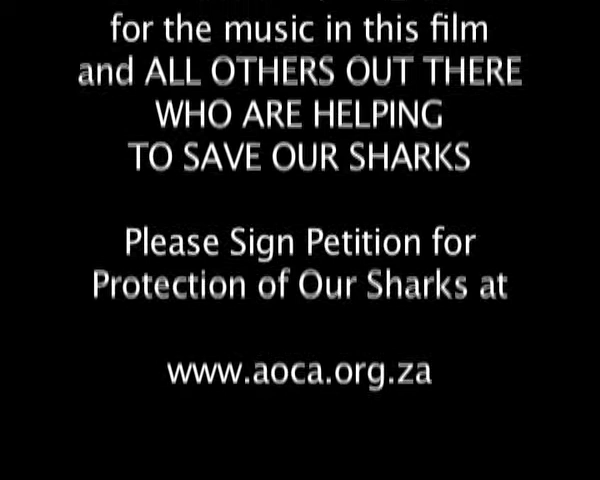 for the music in this film
and ALL OTHERS OUT THERE
WHO ARE HELPING
TO SAVE OUR SHARKS
Please Sign Petition for
Protection of Our Sharks at
www.aoca.org.za